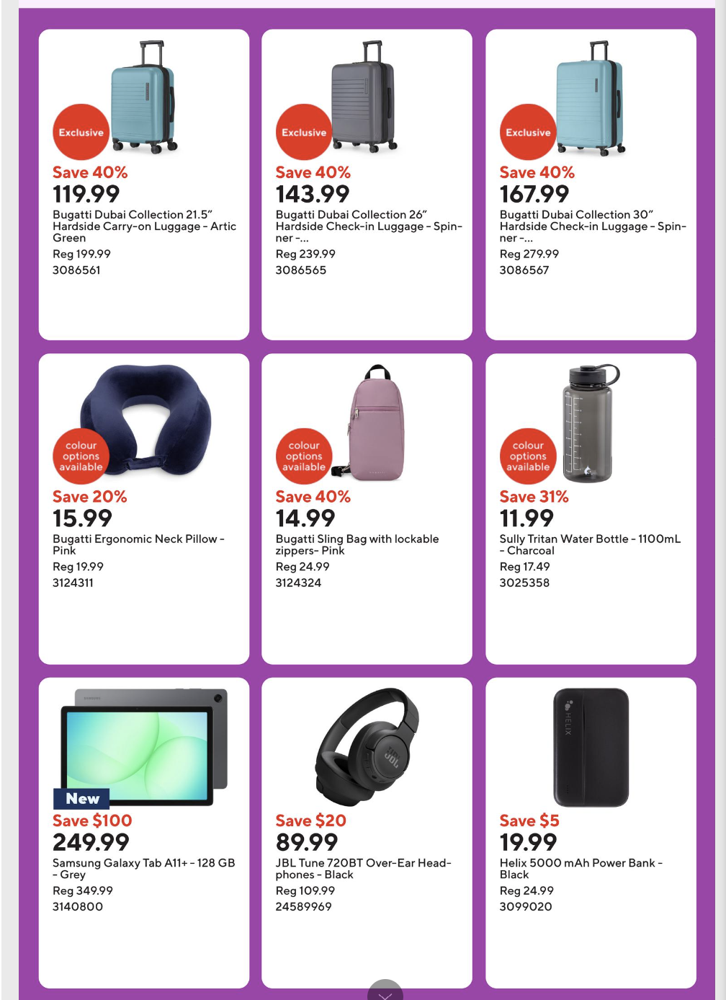 Exclusive
Save 40%
119.99
Bugatti Dubai Collection 21.5″
Hardside Carry-on Luggage - Artic
Green
Reg 199.99
3086561
Exclusive
Save 40%
143.99
Bugatti Dubai Collection 26″
Hardside Check-in Luggage - Spin-
ner -...
Reg 239.99
3086565
Exclusive
Save 40%
167.99
Bugatti Dubai Collection 30″
Hardside Check-in Luggage - Spin-
ner -...
Reg 279.99
3086567
colour
options
available
Save 20%
15.99
Bugatti Ergonomic Neck Pillow -
Pink
Reg 19.99
3124311
colour
options
available
Save 40%
14.99
Bugatti Sling Bag with lockable
zippers- Pink
Reg 24.99
3124324
colour
options
available
Save 31%
11.99
Sully Tritan Water Bottle - 1100mL
- Charcoal
Reg 17.49
3025358
SAMSUNG
New
Save $100
249.99
Samsung Galaxy Tab A11+ - 128 GB
- Grey
Reg 349.99
3140800
JBL
Save $20
89.99
JBL Tune 720BT Over-Ear Head-
phones - Black
Reg 109.99
24589969
HELIX
Save $5
19.99
Helix 5000 mAh Power Bank -
Black
Reg 24.99
3099020